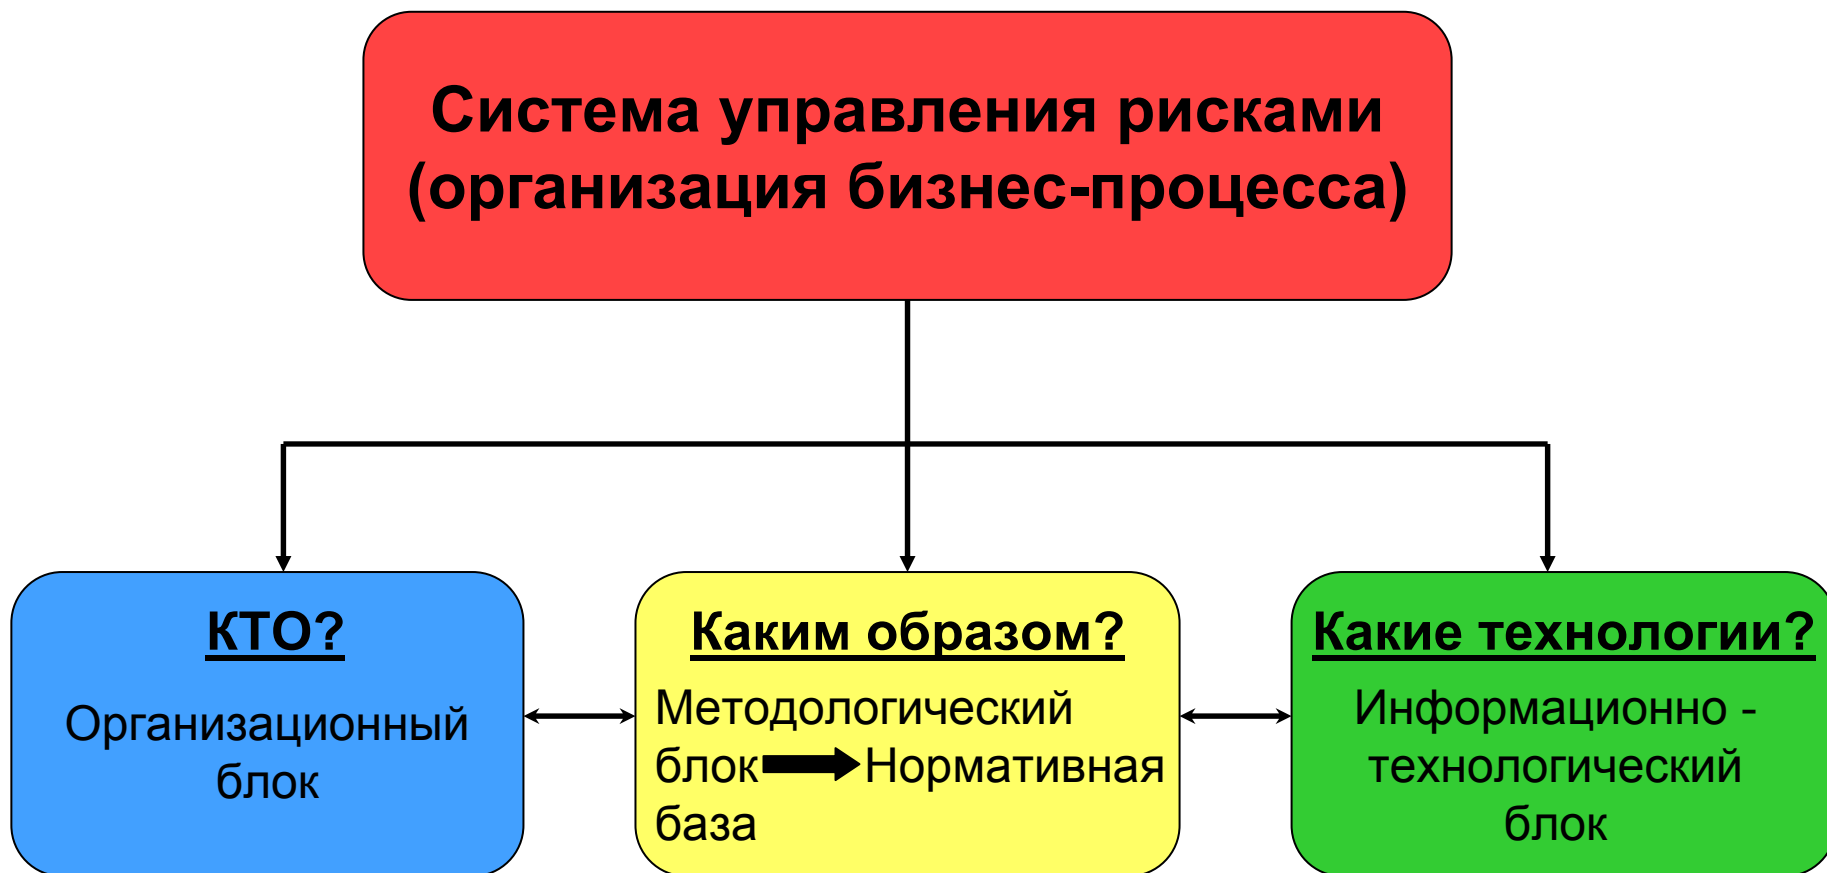 Система управления рисками
(организация бизнес-процесса)
КТО?
Организационный
блок
Каким образом?
Методологический
блок Нормативная
база
Какие технологии?
Информационно -
технологический
блок